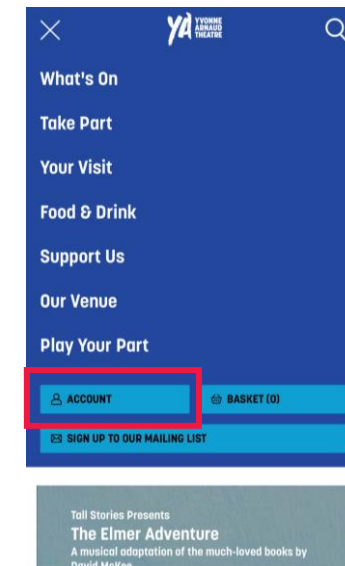 YA YVONNE
ARNAUD
THEATRE
What's On
Take Part
Your Visit
Food & Drink
Support Us
Our Venue
Play Your Part
ACCOUNT
BASKET (0)
SIGN UP TO OUR MAILING LIST
Tall Stories Presents
The Elmer Adventure
A musical adaptation of the much-loved books by
David McKee